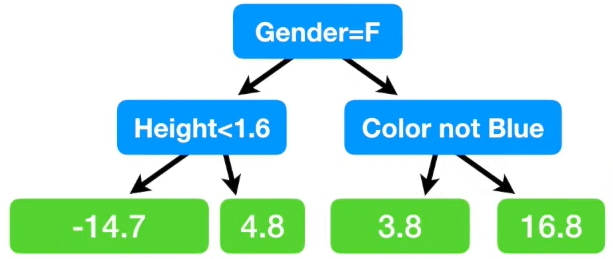 Gender=F
Height<1.6
Color not Blue
-14.7
4.8
3.8
16.8